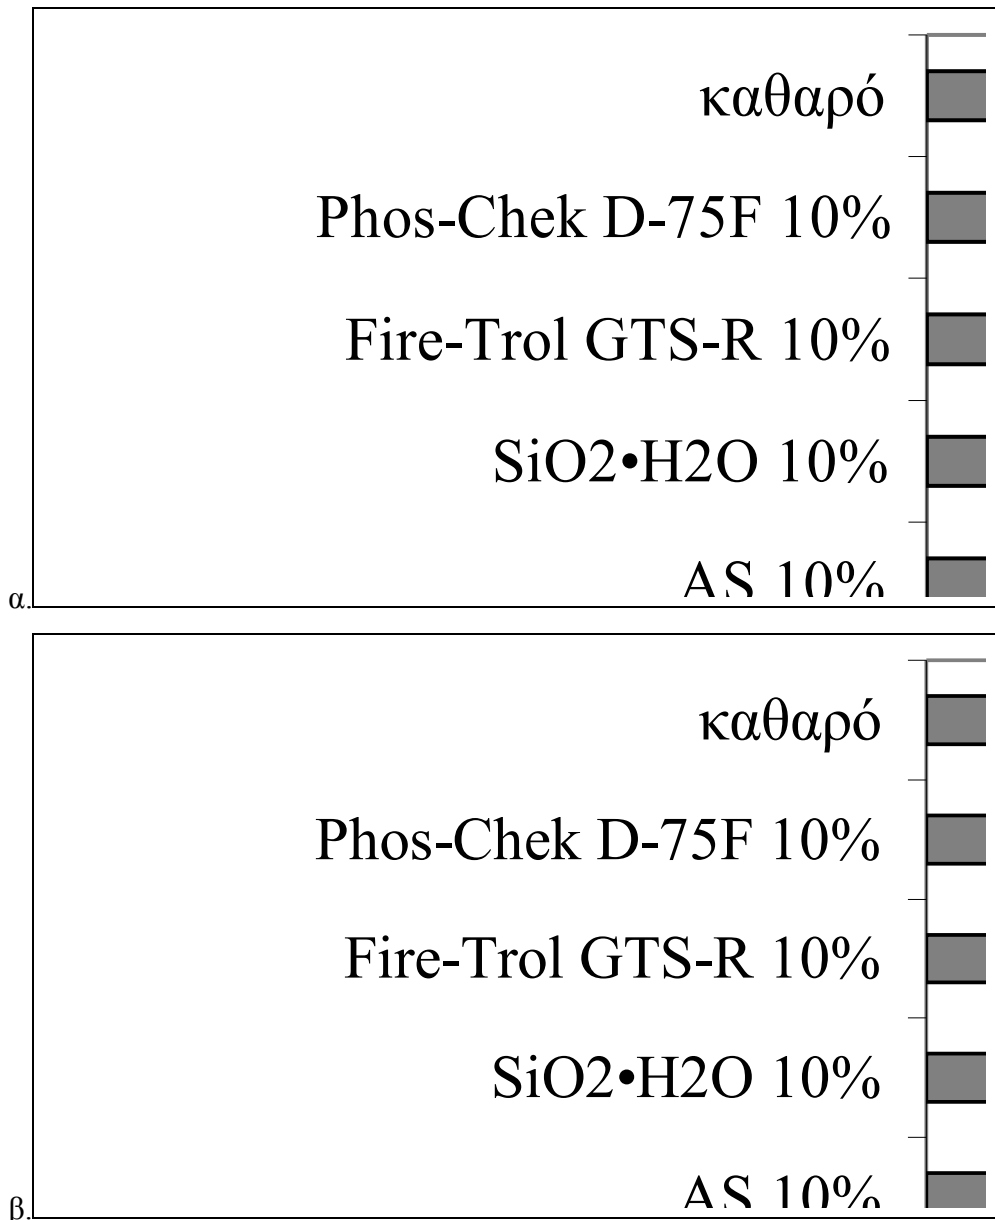 καθαρό
Phos-Chek D-75F 10%
Fire-Trol GTS-R 10%
SiO2•H2O 10%
AS 10%
α.
καθαρό
Phos-Chek D-75F 10%
Fire-Trol GTS-R 10%
SiO2•H2O 10%
AS 10%
β.